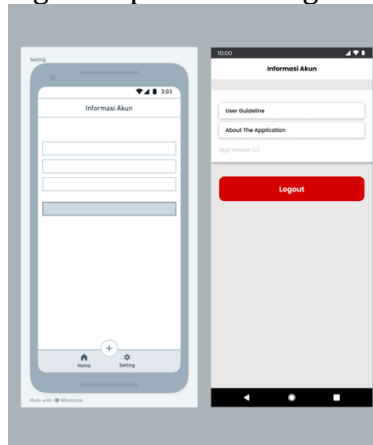 Setting
3:03
Informasi Akun
Home
Setting
Made with Whimsical
10:00
Informasi Akun
User Guideline
About The Application
App Version 1.1
Logout